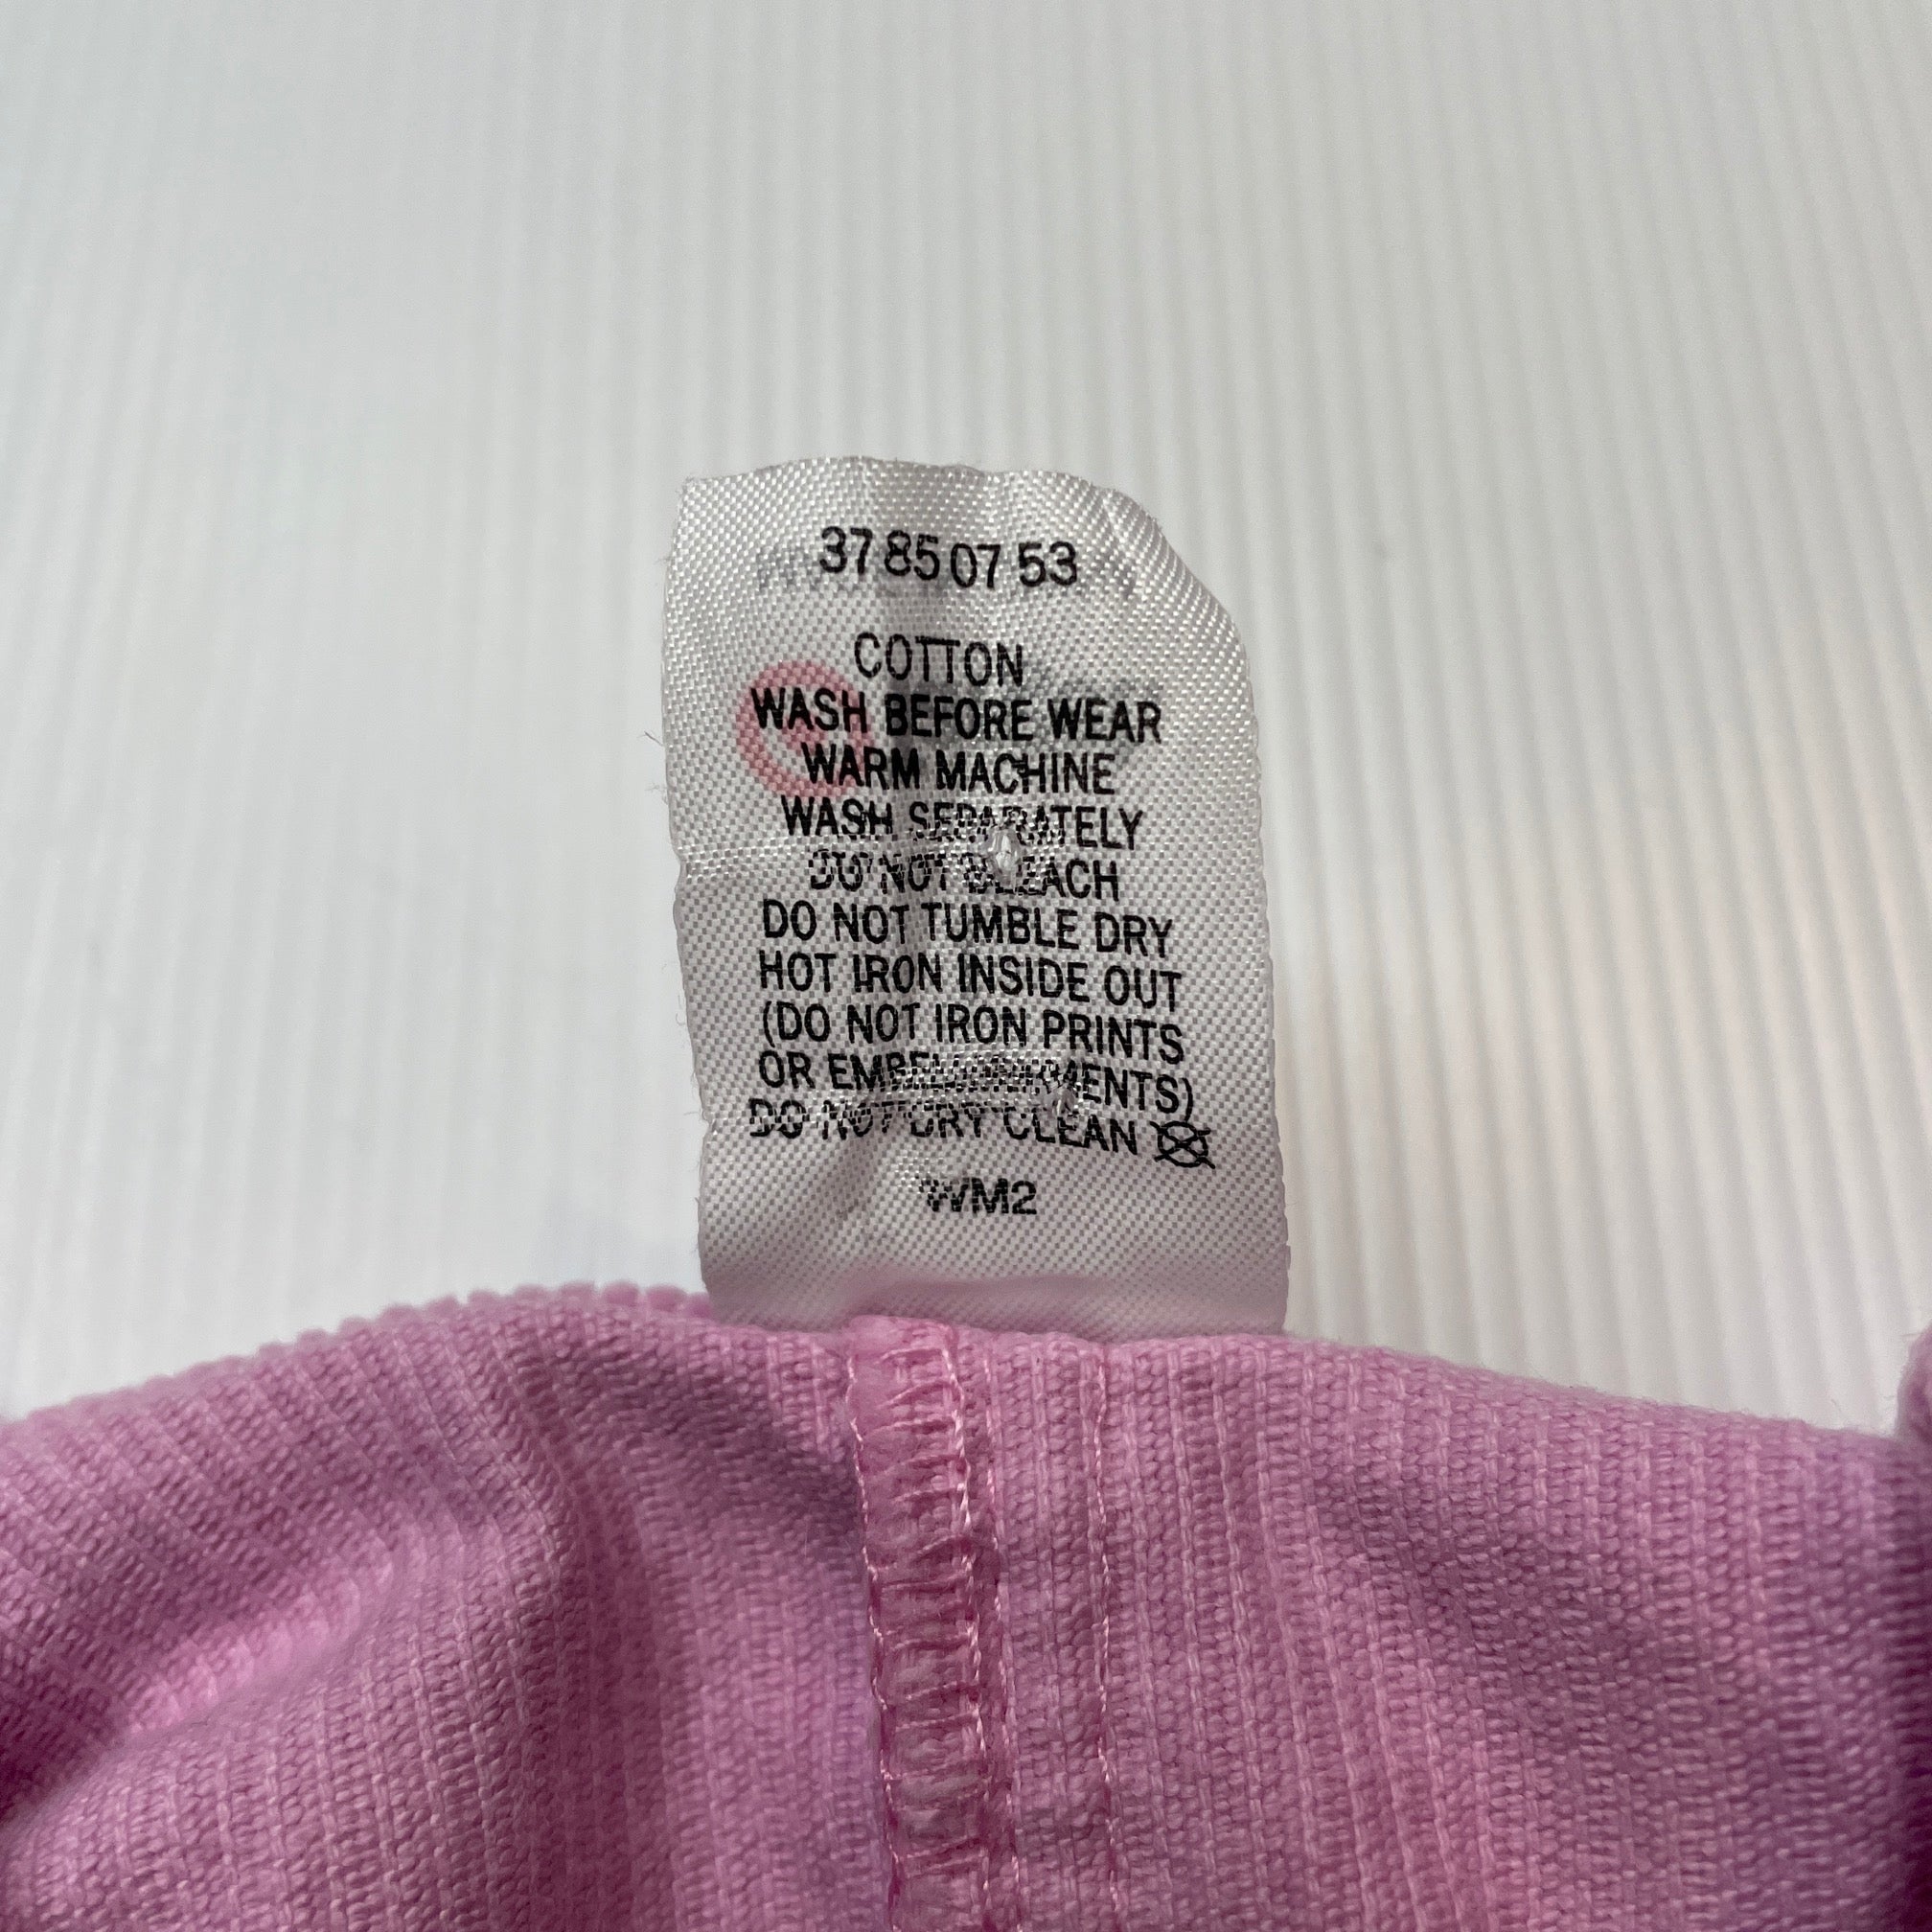 37 85 07 53
COTTON
WASH BEFORE WEAR
WARM MACHINE
WASH SEPARATELY
DO NOT BLEACH
DO NOT TUMBLE DRY
HOT IRON INSIDE OUT
(DO NOT IRON PRINTS
OR EMBELLISHMENTS)
DO NOT DRY CLEAN
WM2